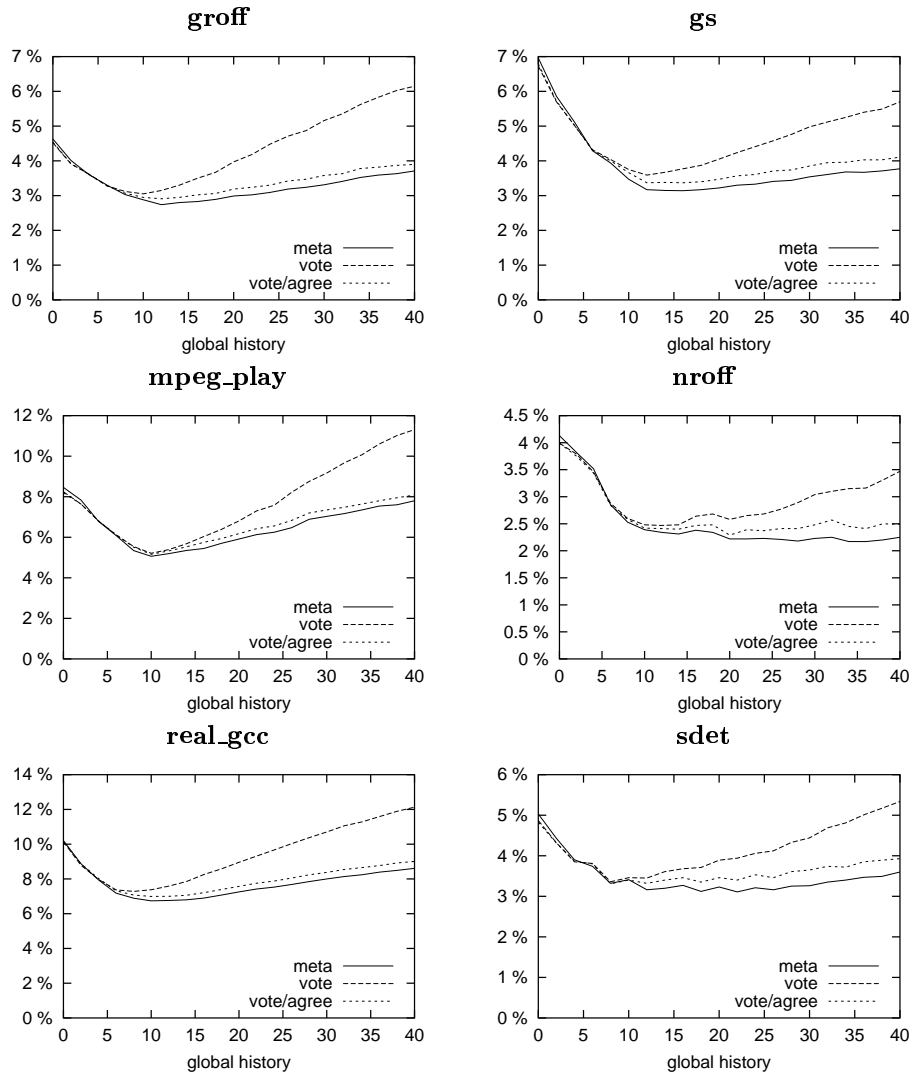 groff
7 %
6 %
5 %
4 %
3 %
2 %
1 %
0 %
meta
vote
vote/agree
0 5 10 15 20 25 30 35 40
global history
gs
7 %
6 %
5 %
4 %
3 %
2 %
1 %
0 %
meta
vote
vote/agree
0 5 10 15 20 25 30 35 40
global history
mpeg_play
12 %
10 %
8 %
6 %
4 %
2 %
0 %
meta
vote
vote/agree
0 5 10 15 20 25 30 35 40
global history
nroff
4.5 %
4 %
3.5 %
3 %
2.5 %
2 %
1.5 %
1 %
0.5 %
0 %
meta
vote
vote/agree
0 5 10 15 20 25 30 35 40
global history
real_gcc
14 %
12 %
10 %
8 %
6 %
4 %
2 %
0 %
meta
vote
vote/agree
0 5 10 15 20 25 30 35 40
global history
sdet
6 %
5 %
4 %
3 %
2 %
1 %
0 %
meta
vote
vote/agree
0 5 10 15 20 25 30 35 40
global history